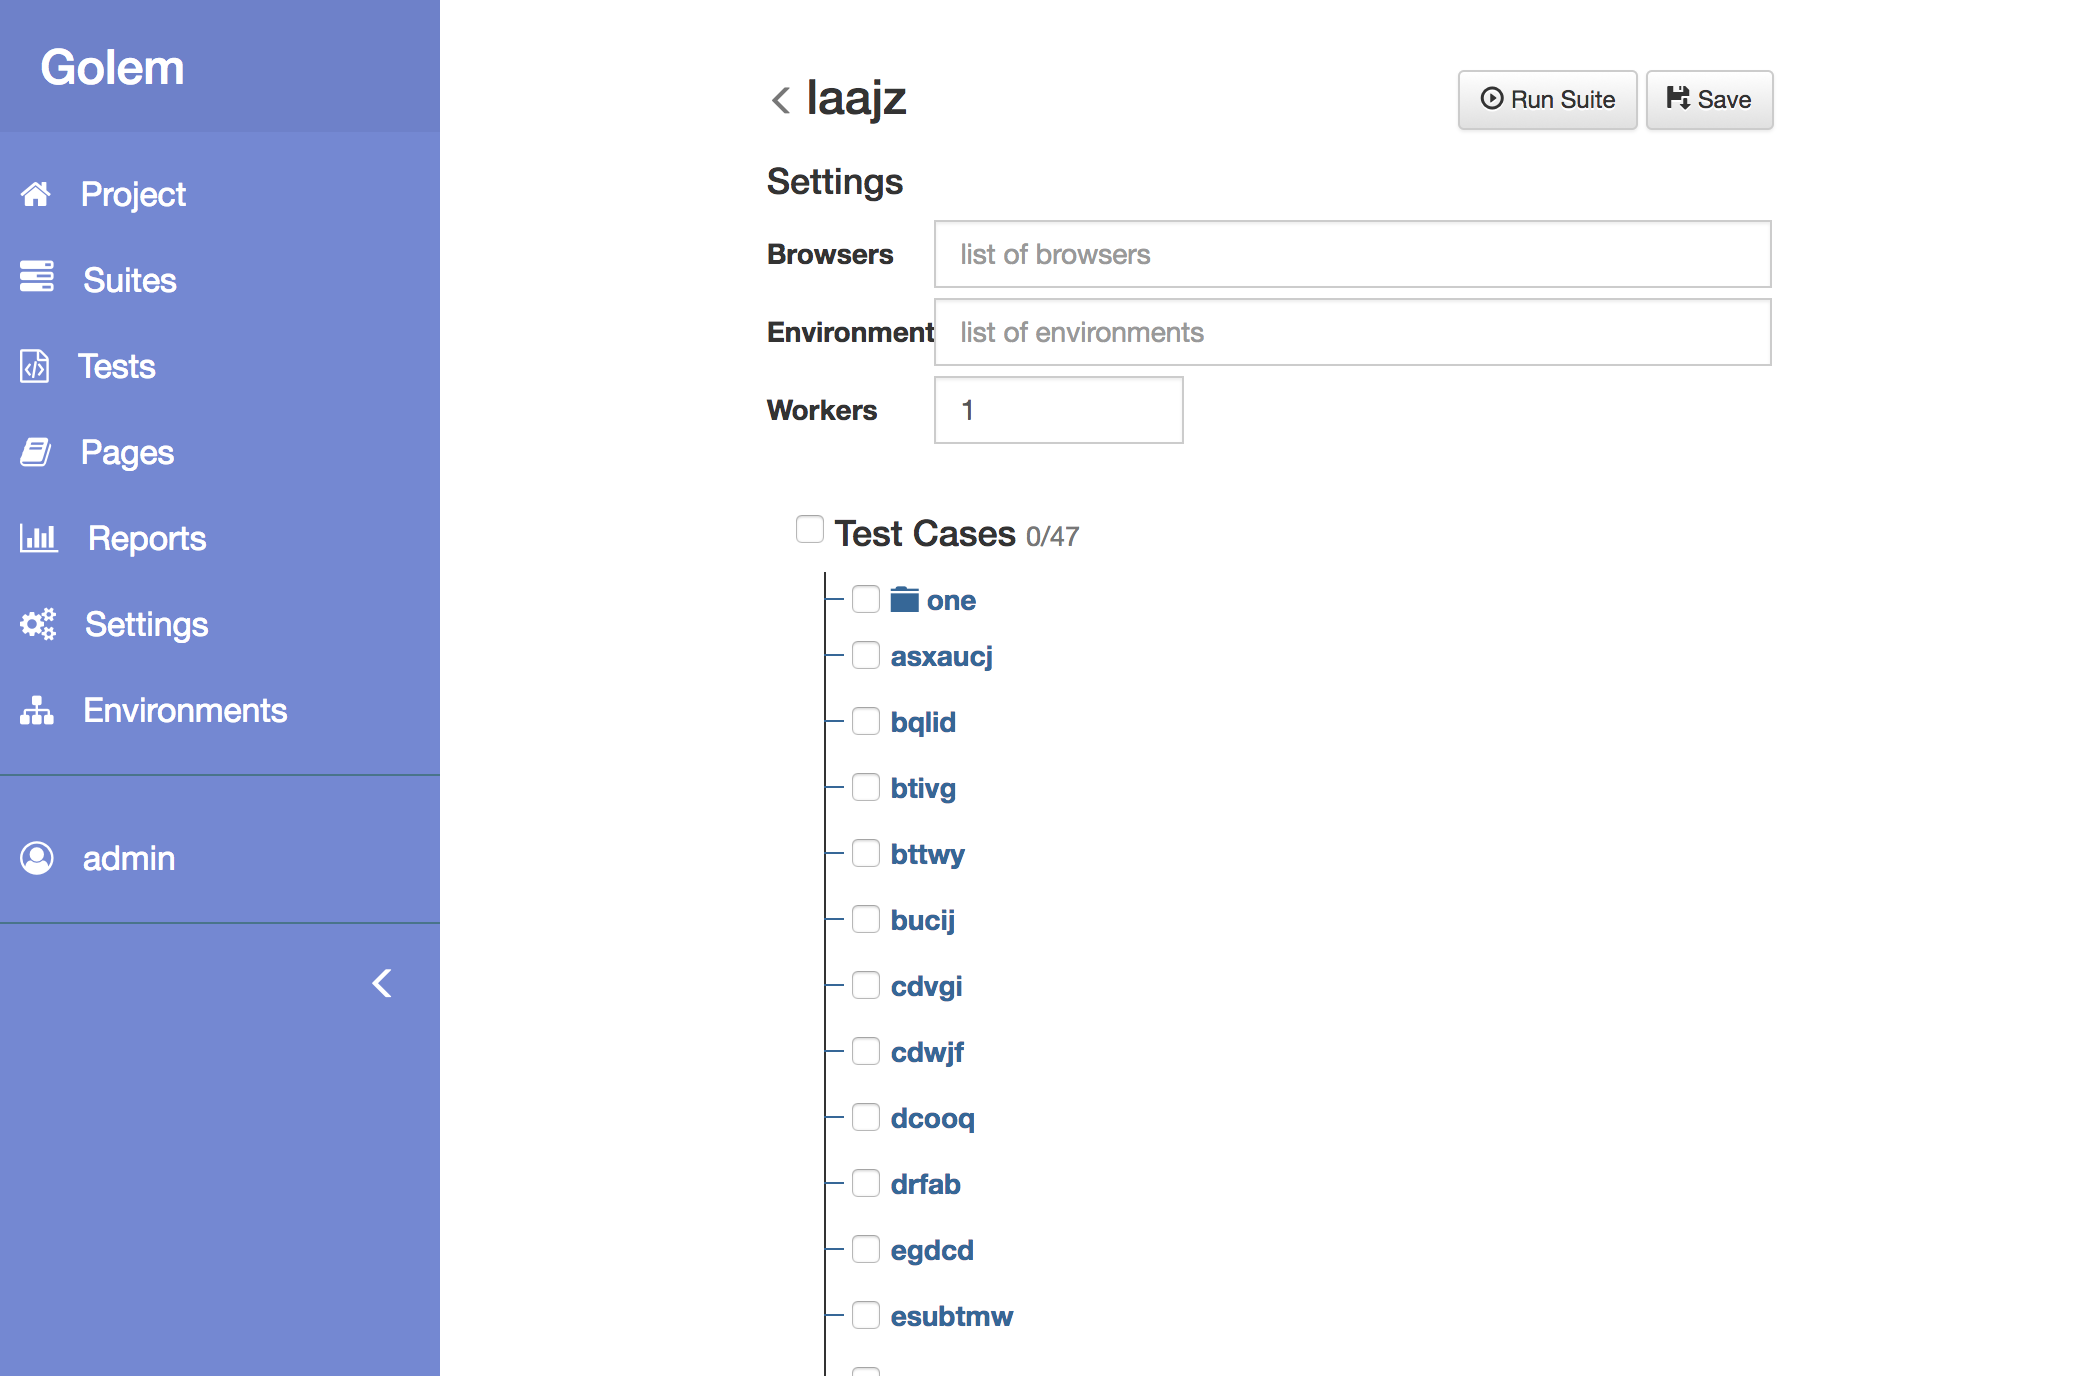 Golem
Project
Suites
Tests
Pages
Reports
Settings
Environments
admin
laajz
Run Suite
Save
Settings
Browsers
list of browsers
Environment
list of environments
Workers
1
Test Cases 0/47
one
asxaucj
bqlid
btivg
bttwy
bucij
cdvgi
cdwjf
dcooq
drfab
egdcd
esubtmw